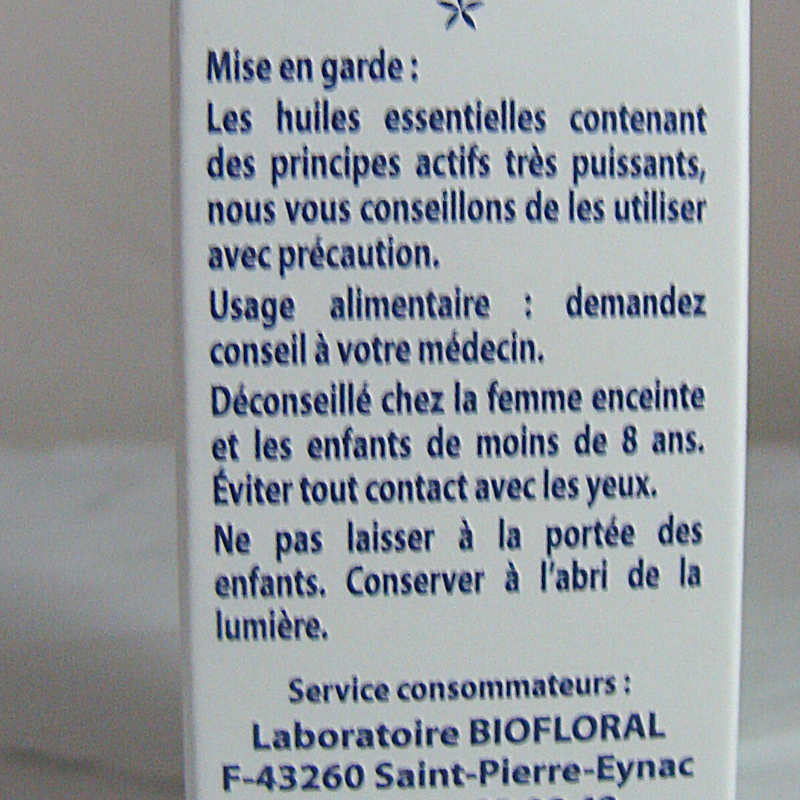 Mise en garde :
Les huiles essentielles contenant
des principes actifs très puissants,
nous vous conseillons de les utiliser
avec précaution.
Usage alimentaire : demandez
conseil à votre médecin.
Déconseillé chez la femme enceinte
et les enfants de moins de 8 ans.
Éviter tout contact avec les yeux.
Ne pas laisser à la portée des
enfants. Conserver à l'abri de la
lumière.
Service consommateurs :
Laboratoire BIOFLORAL
F-43260 Saint-Pierre-Eynac